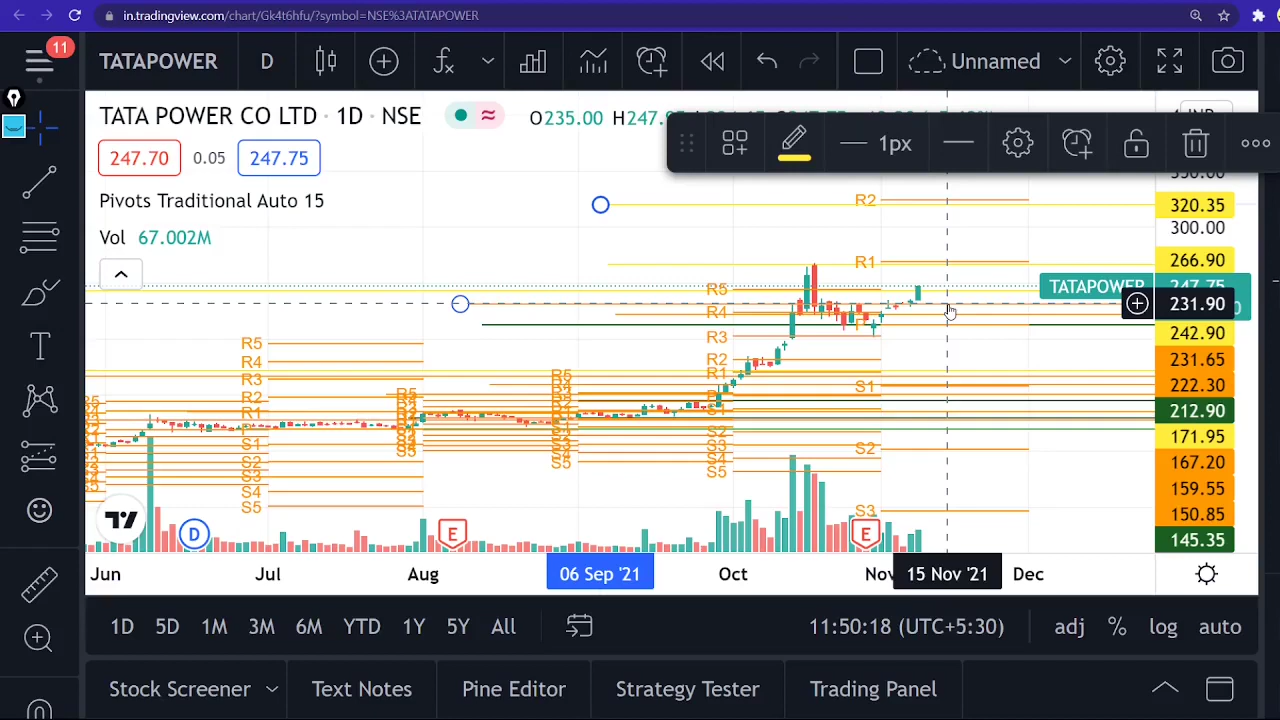 in.tradingview.com/chart/Gk4t6hfu/?symbol=NSE%3ATATAPOWER
11
TATAPOWER D Unnamed
TATA POWER CO LTD · 1D · NSE O235.00
1px
247.70 0.05 247.75
Pivots Traditional Auto 15
Vol 67.002M
320.35
300.00
266.90
TATAPOWER 247.75
231.90
242.90
231.65
222.30
212.90
171.95
167.20
159.55
150.85
145.35
R5
R4
R3
R2
R1
S1
S2
S3
S4
S5
R5
S5
R5
S5
R5
R4
R3
R2
R1
S2
S3
S4
S5
R2
R1
P
S1
S2
S3
D E E
Jun Jul Aug 06 Sep '21 Oct Nov 15 Nov '21 Dec
1D 5D 1M 3M 6M YTD 1Y 5Y All 11:50:18 (UTC+5:30) adj % log auto
Stock Screener Text Notes Pine Editor Strategy Tester Trading Panel